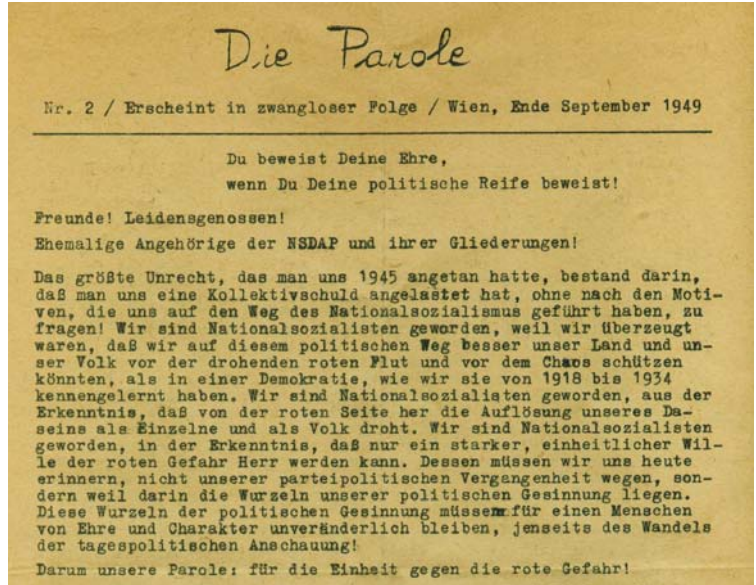 Die Parole
Nr. 2 / Erscheint in zwangloser Folge / Wien, Ende September 1949
Du beweist Deine Ehre,
wenn Du Deine politische Reife beweist!
Freunde! Leidensgenossen!
Ehemalige Angehörige der NSDAP und ihrer Gliederungen!
Das größte Unrecht, das man uns 1945 angetan hatte, bestand darin,
daß man uns eine Kollektivschuld angelastet hat, ohne nach den Moti-
ven, die uns auf den Weg des Nationalsozialismus geführt haben, zu
fragen! Wir sind Nationalsozialisten geworden, weil wir überzeugt
waren, daß wir auf diesem politischen Weg besser unser Land und un-
ser Volk vor der drohenden roten Flut und vor dem Chaos schützen
könnten, als in einer Demokratie, wie wir sie von 1918 bis 1934
kennengelernt haben. Wir sind Nationalsozialisten geworden, aus der
Erkenntnis, daß von der roten Seite her die Auflösung unseres Da-
seins als Einzelne und als Volk droht. Wir sind Nationalsozialisten
geworden, in der Erkenntnis, daß nur ein starker, einheitlicher Wil-
le der roten Gefahr Herr werden kann. Dessen müssen wir uns heute
erinnern, nicht unserer parteipolitischen Vergangenheit wegen, son-
dern weil darin die Wurzeln unserer politischen Gesinnung liegen.
Diese Wurzeln der politischen Gesinnung müssen für einen Menschen
von Ehre und Charakter unveränderlich bleiben, jenseits des Wandels
der tagespolitischen Anschauung!
Darum unsere Parole: für die Einheit gegen die rote Gefahr!